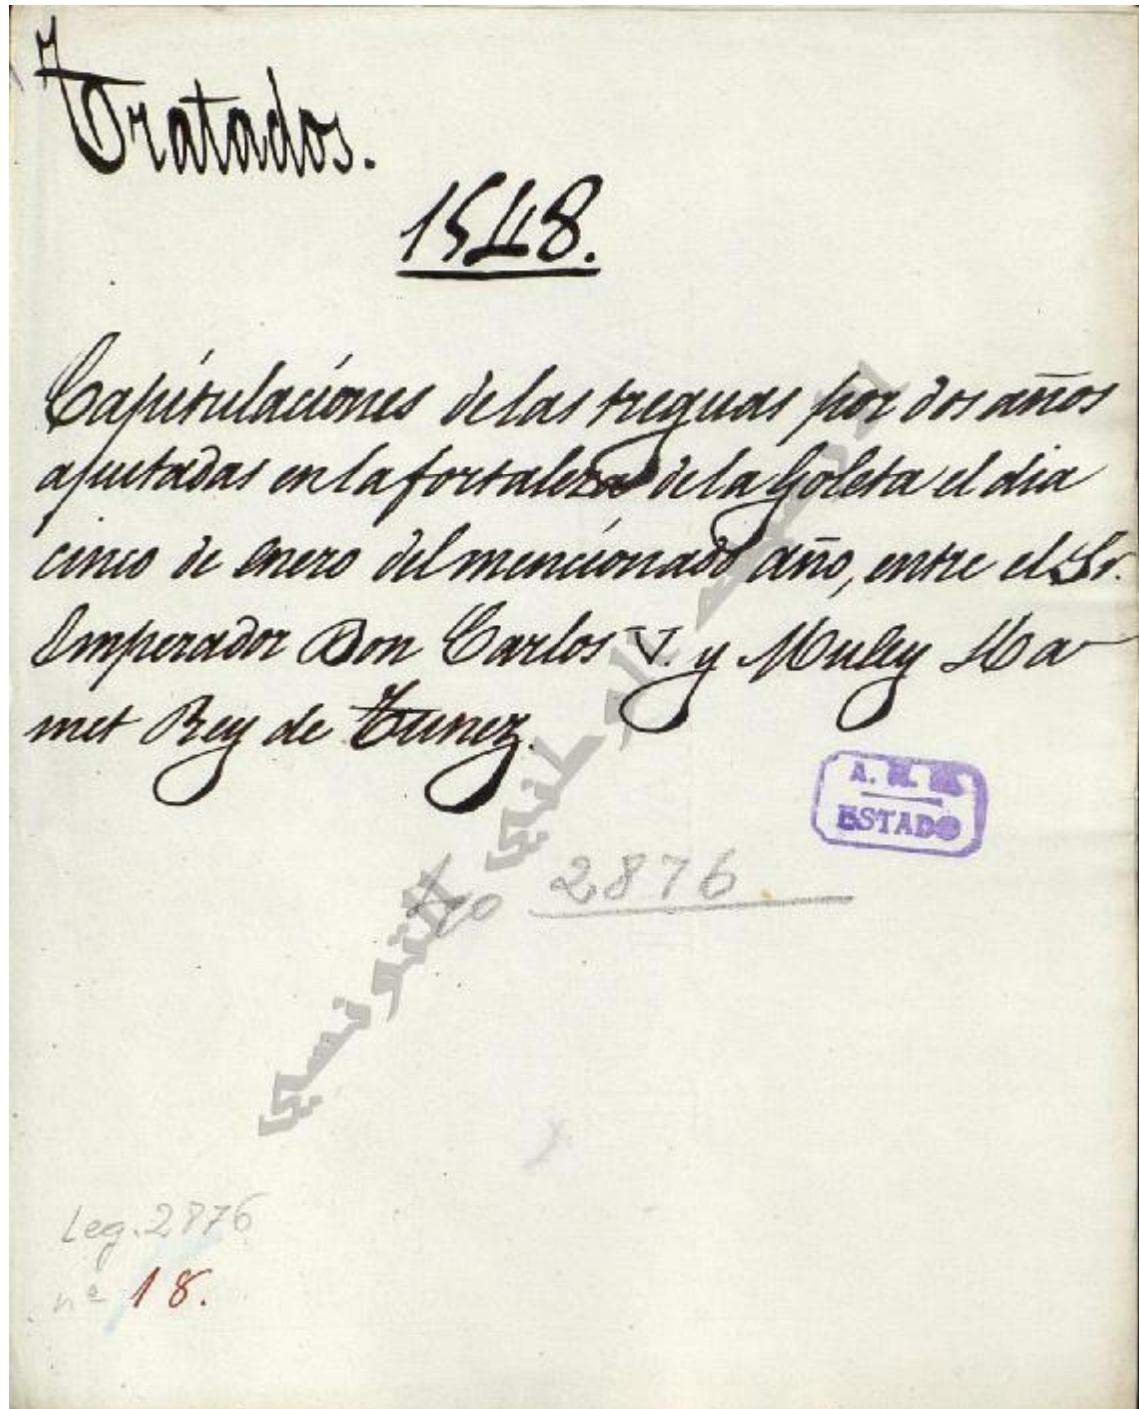 Tratados.
1548.
Capitulaciones de las treguas por dos años
ajustadas en la fortaleza de la Goleta el dia
cinco de enero del mencionado año, entre el Sr.
Emperador Don Carlos V. y Muley Ha-
met Rey de Tunez.
A. H. N.
ESTADO
Leg 2876
التونسي
Leg. 2876
nº 18.